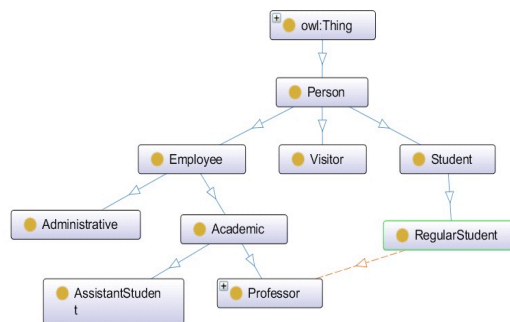 owl:Thing
Person
Employee
Visitor
Student
Administrative
Academic
RegularStudent
AssistantStuden
t
Professor